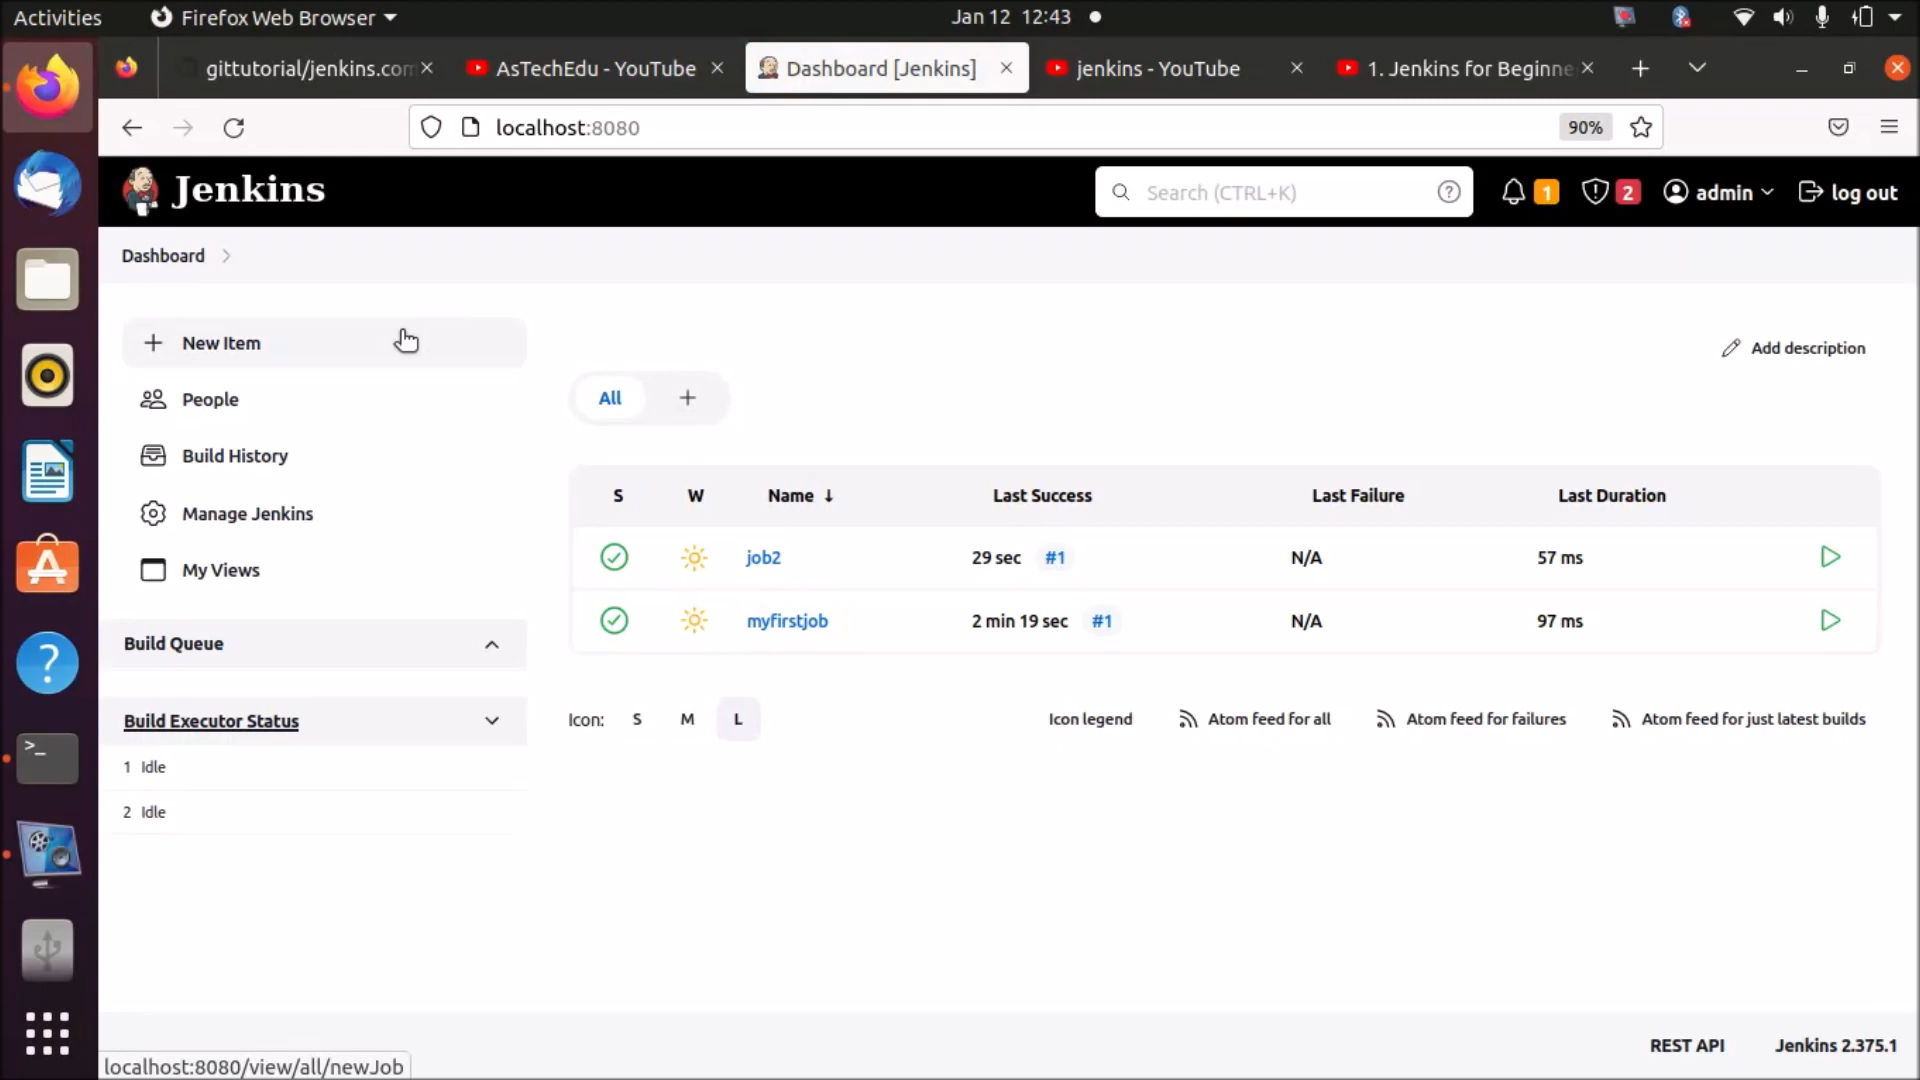 Activities Firefox Web Browser Jan 12 12:43
gittutorial/jenkins.com AsTechEdu - YouTube Dashboard [Jenkins] jenkins - YouTube 1. Jenkins for Beginne
localhost:8080 90%
Jenkins Search (CTRL+K) 1 2 admin log out
Dashboard
New Item
Add description
People
All +
Build History
S W Name ↓ Last Success Last Failure Last Duration
Manage Jenkins
job2 29 sec #1 N/A 57 ms
My Views
myfirstjob 2 min 19 sec #1 N/A 97 ms
Build Queue
Build Executor Status
Icon: S M L Icon legend Atom feed for all Atom feed for failures Atom feed for just latest builds
1 Idle
2 Idle
REST API Jenkins 2.375.1
localhost:8080/view/all/newJob